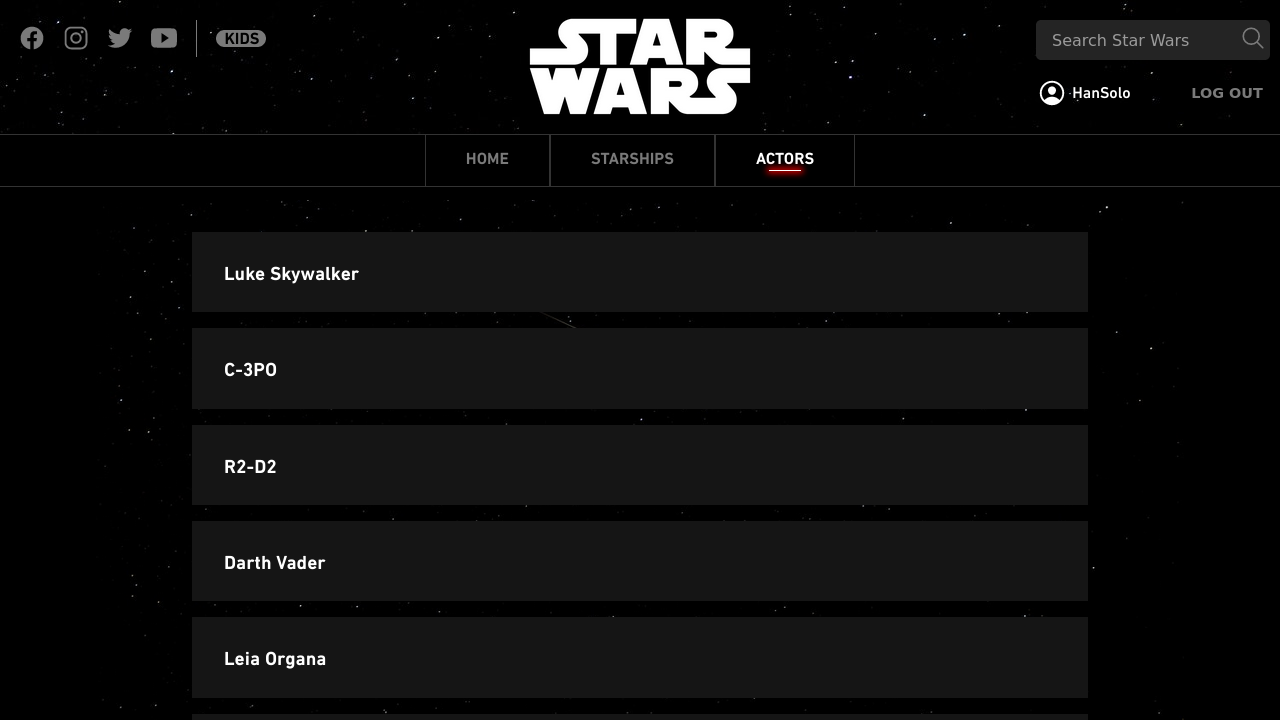 KIDS
STAR
WARS
Search Star Wars
HanSolo
LOG OUT
HOME
STARSHIPS
ACTORS
Luke Skywalker
C-3PO
R2-D2
Darth Vader
Leia Organa